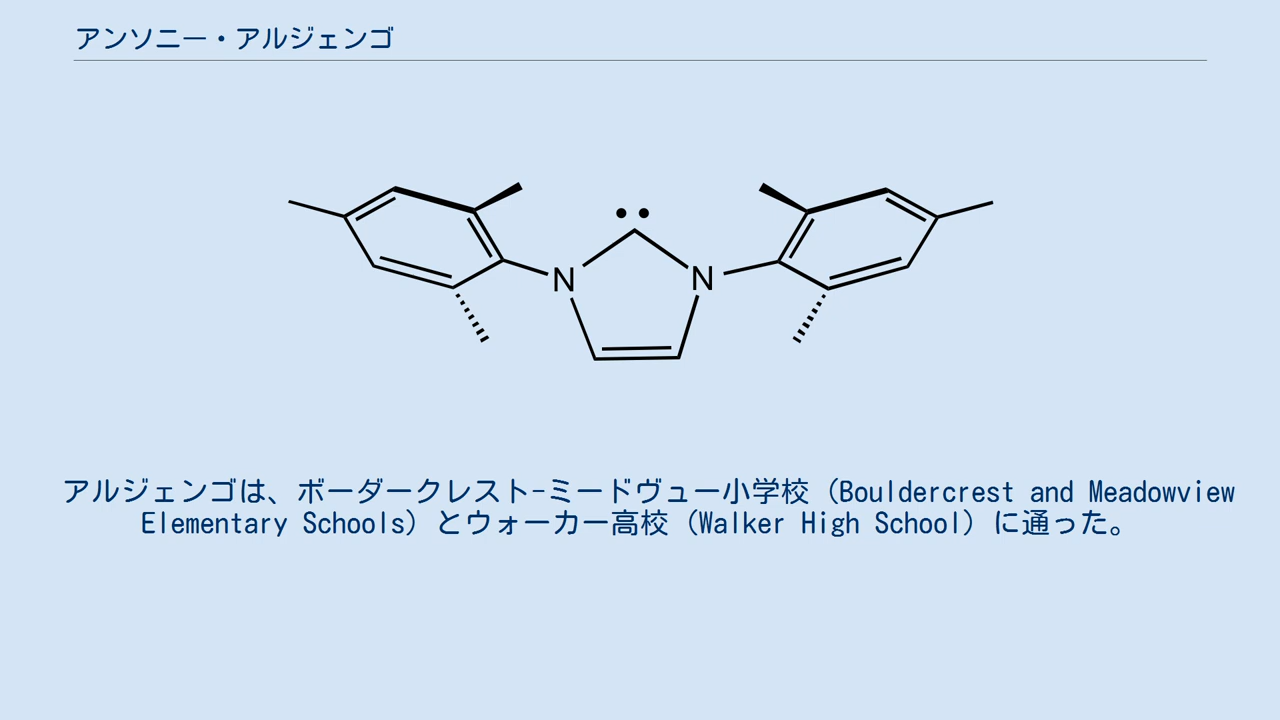 アンソニー・アルジェンゴ
N
N
アルジェンゴは、ボーダークレスト-ミードヴュー小学校（Bouldercrest and Meadowview
Elementary Schools）とウォーカー高校（Walker High School）に通った。